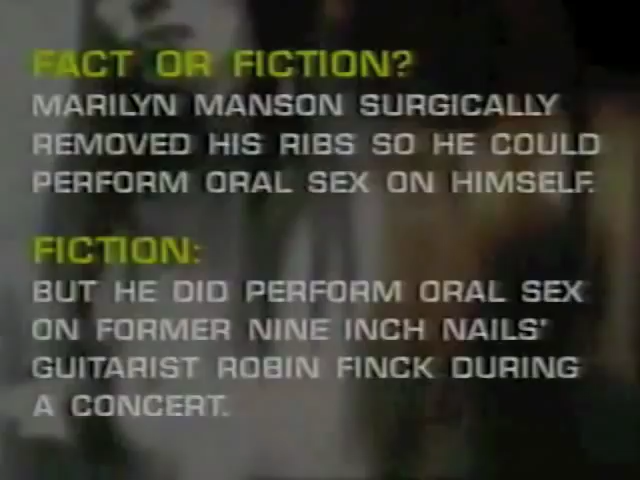 FACT OR FICTION?
MARILYN MANSON SURGICALLY
REMOVED HIS RIBS SO HE COULD
PERFORM ORAL SEX ON HIMSELF.
FICTION:
BUT HE DID PERFORM ORAL SEX
ON FORMER NINE INCH NAILS'
GUITARIST ROBIN FINCK DURING
A CONCERT.